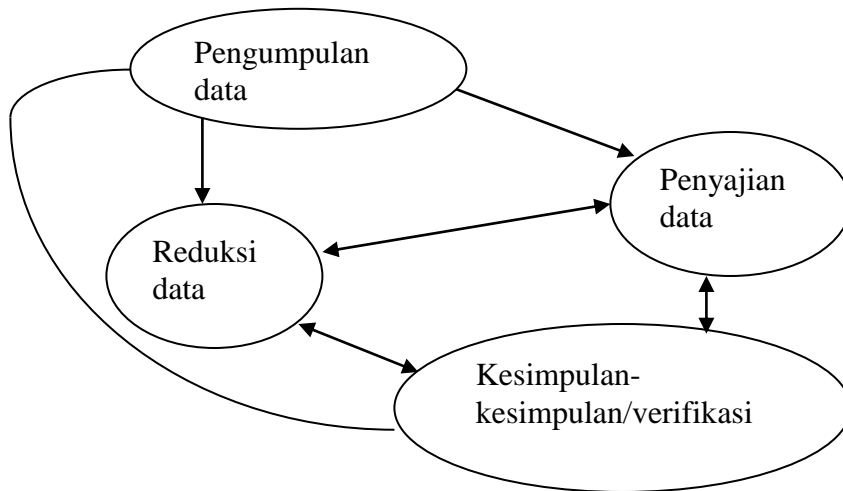 Pengumpulan
data
Penyajian
data
Reduksi
data
Kesimpulan-
kesimpulan/verifikasi